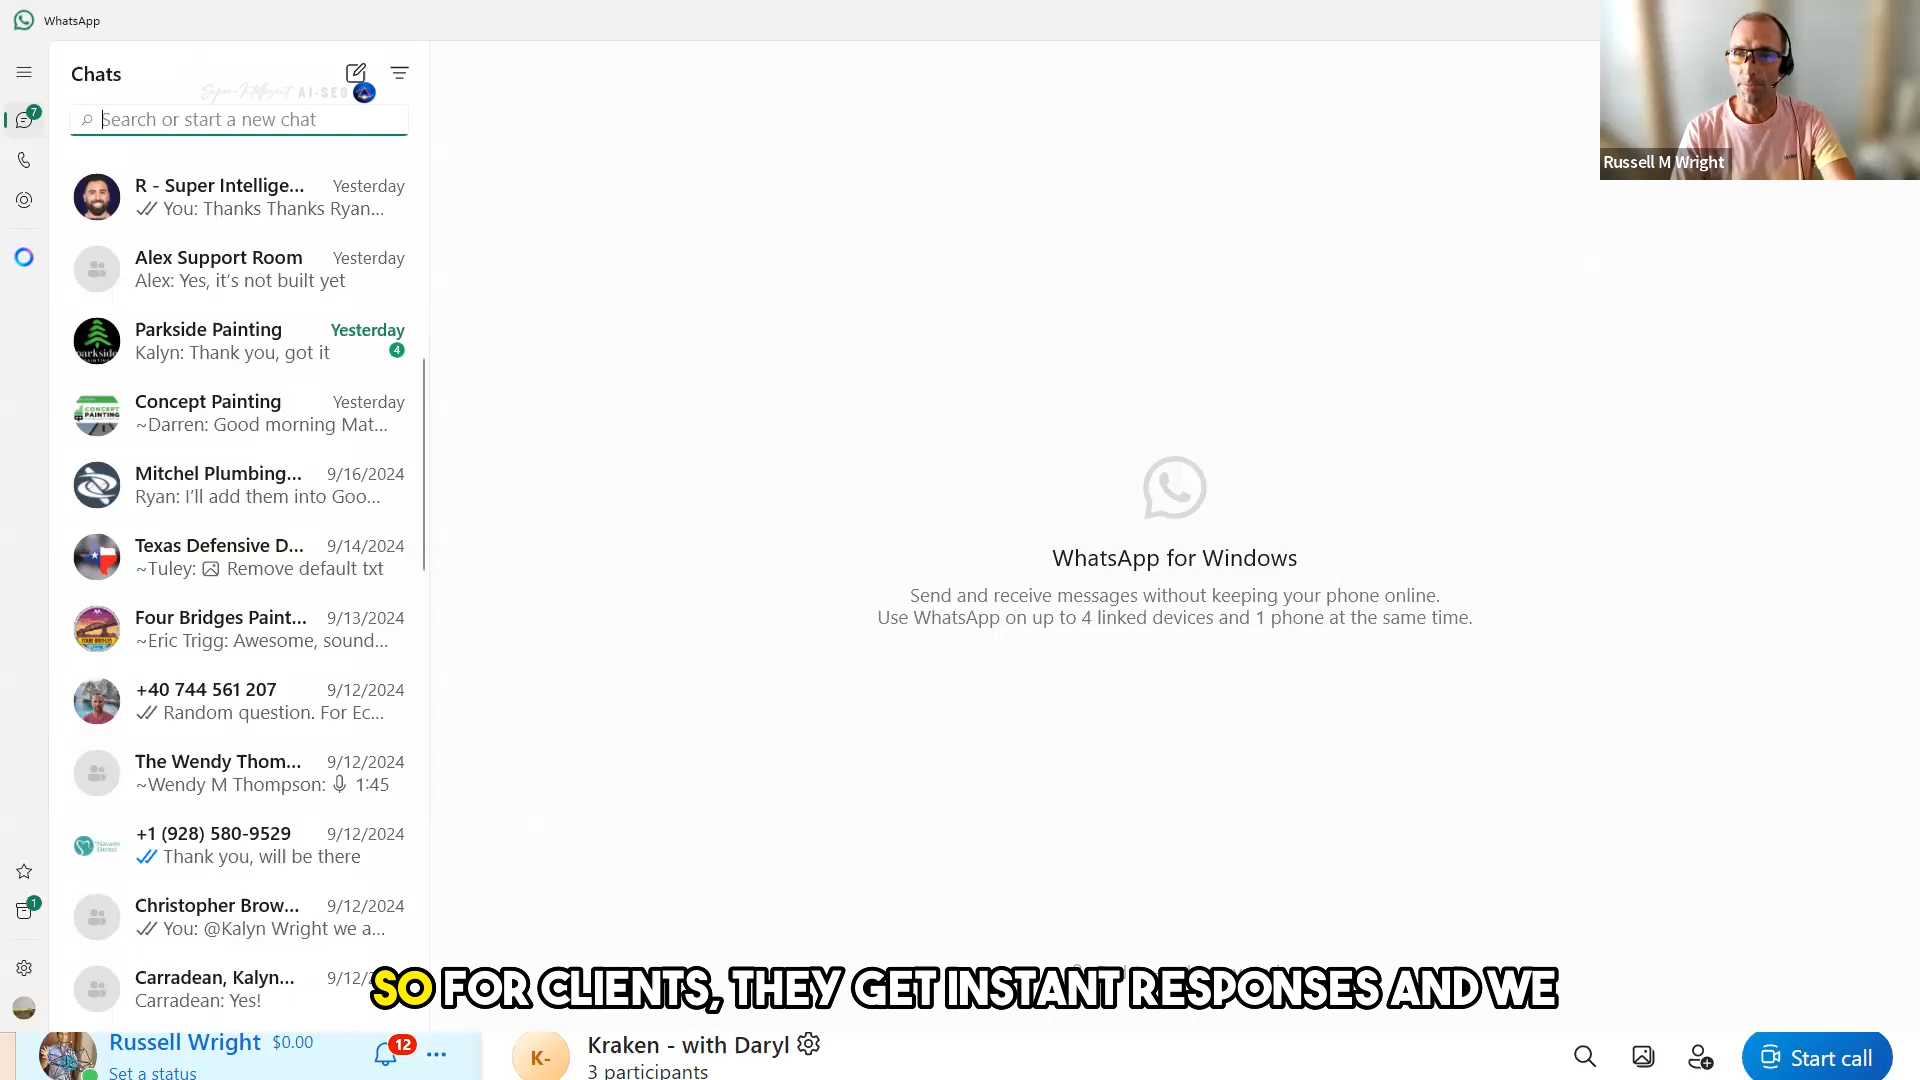 WhatsApp
Chats
Super-Intelligent AI-SEO
Search or start a new chat
7
R - Super Intellige... Yesterday
You: Thanks Thanks Ryan...
Alex Support Room Yesterday
Alex: Yes, it's not built yet
Parkside Painting Yesterday
Kalyn: Thank you, got it 4
Concept Painting Yesterday
~Darren: Good morning Mat...
Mitchel Plumbing... 9/16/2024
Ryan: I'll add them into Goo...
Texas Defensive D... 9/14/2024
~Tuley: Remove default txt
Four Bridges Paint... 9/13/2024
~Eric Trigg: Awesome, sound...
+40 744 561 207 9/12/2024
Random question. For Ec...
The Wendy Thom... 9/12/2024
~Wendy M Thompson: 1:45
+1 (928) 580-9529 9/12/2024
Thank you, will be there
Christopher Brow... 9/12/2024
You: @Kalyn Wright we a...
1
Carradean, Kalyn... 9/12/
Carradean: Yes!
Russell M Wright
WhatsApp for Windows
Send and receive messages without keeping your phone online.
Use WhatsApp on up to 4 linked devices and 1 phone at the same time.
SO FOR CLIENTS, THEY GET INSTANT RESPONSES AND WE
Russell Wright $0.00
12
Set a status
K-
Kraken - with Daryl
3 participants
Start call